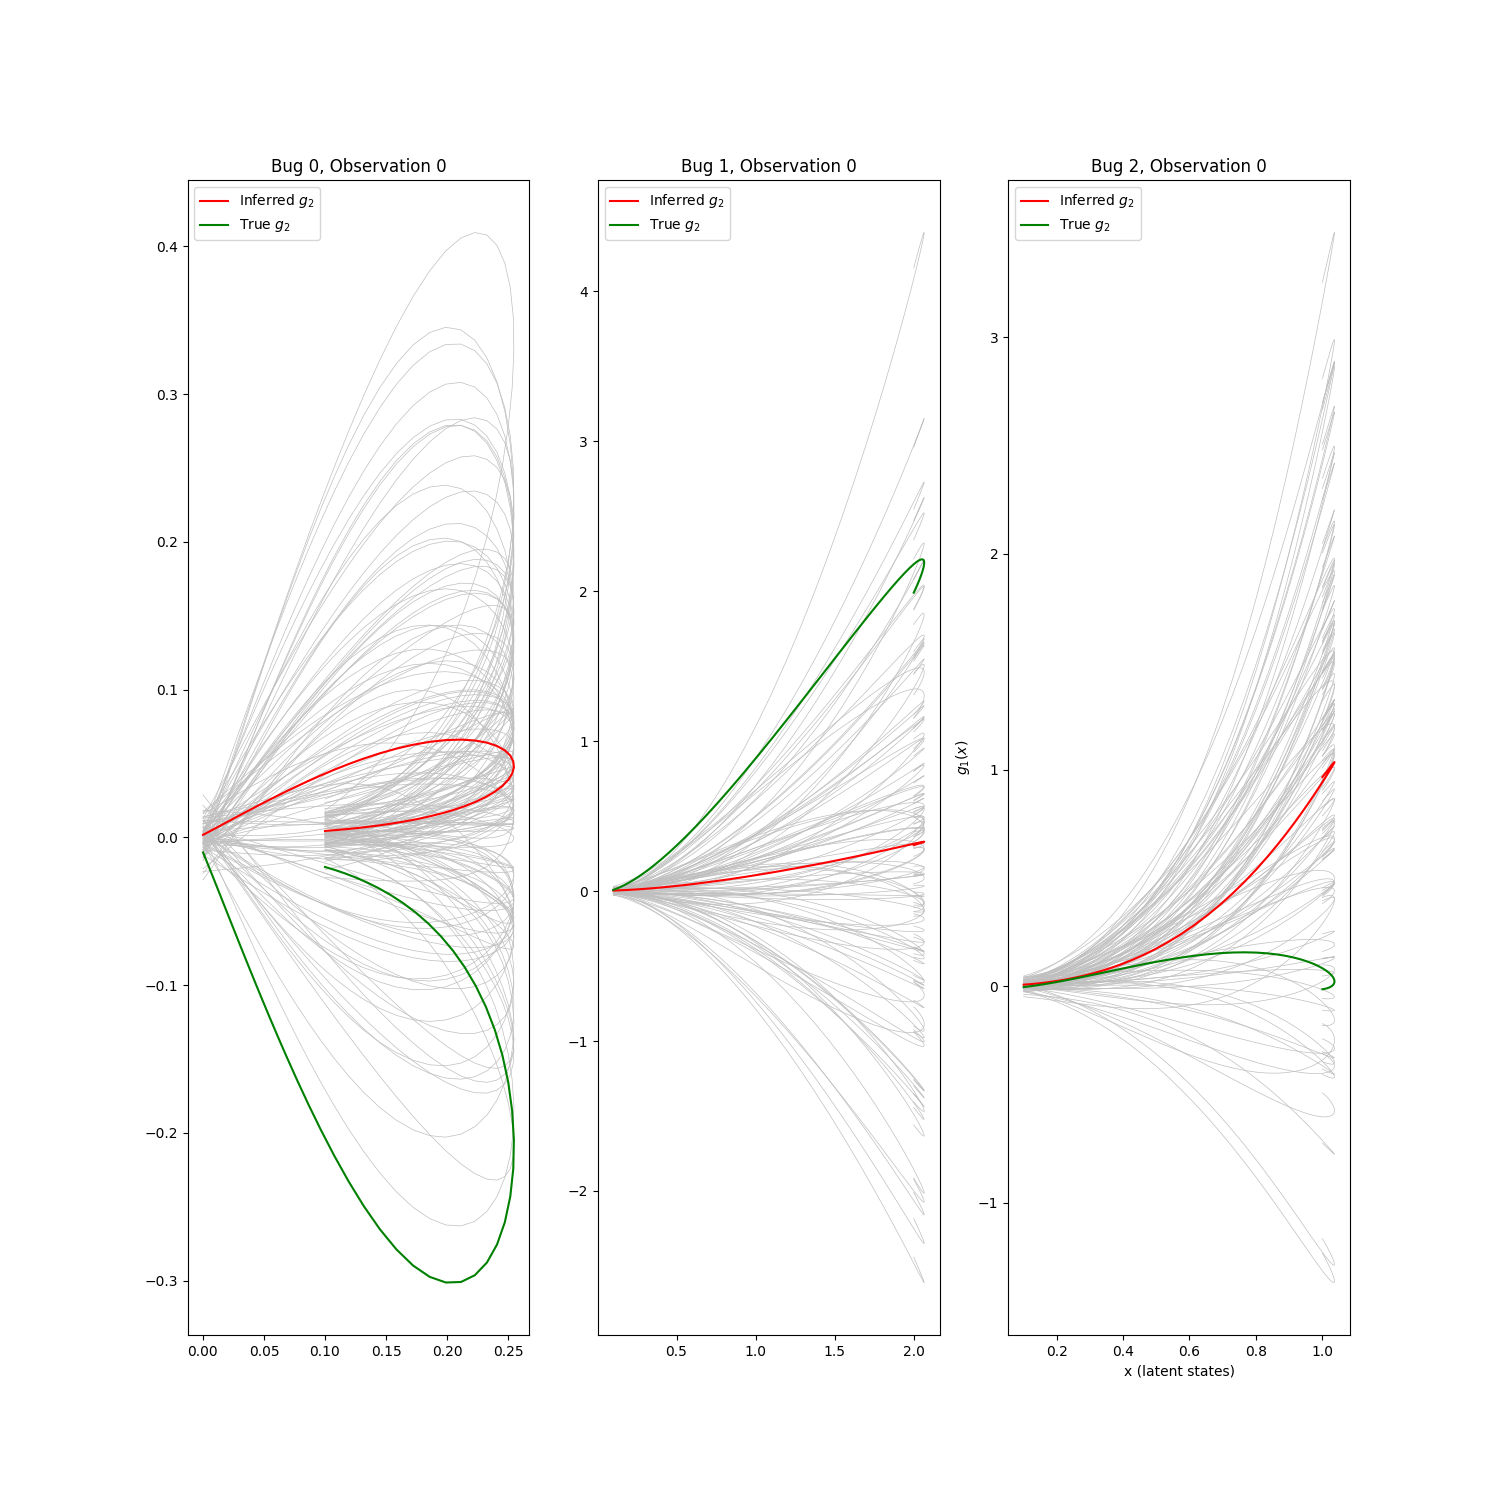 Bug 0, Observation 0
Inferred g₂
True g₂
0.4
0.3
0.2
0.1
0.0
−0.1
−0.2
−0.3
0.00 0.05 0.10 0.15 0.20 0.25
Bug 1, Observation 0
Inferred g₂
True g₂
4
3
2
1
0
−1
−2
0.5 1.0 1.5 2.0
Bug 2, Observation 0
Inferred g₂
True g₂
g₁(x)
3
2
1
0
−1
0.2 0.4 0.6 0.8 1.0
x (latent states)